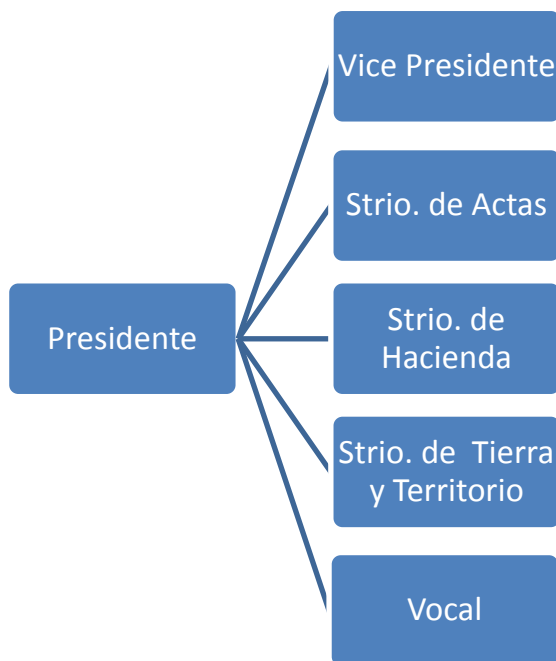 Vice Presidente
Strio. de Actas
Presidente
Strio. de
Hacienda
Strio. de Tierra
y Territorio
Vocal